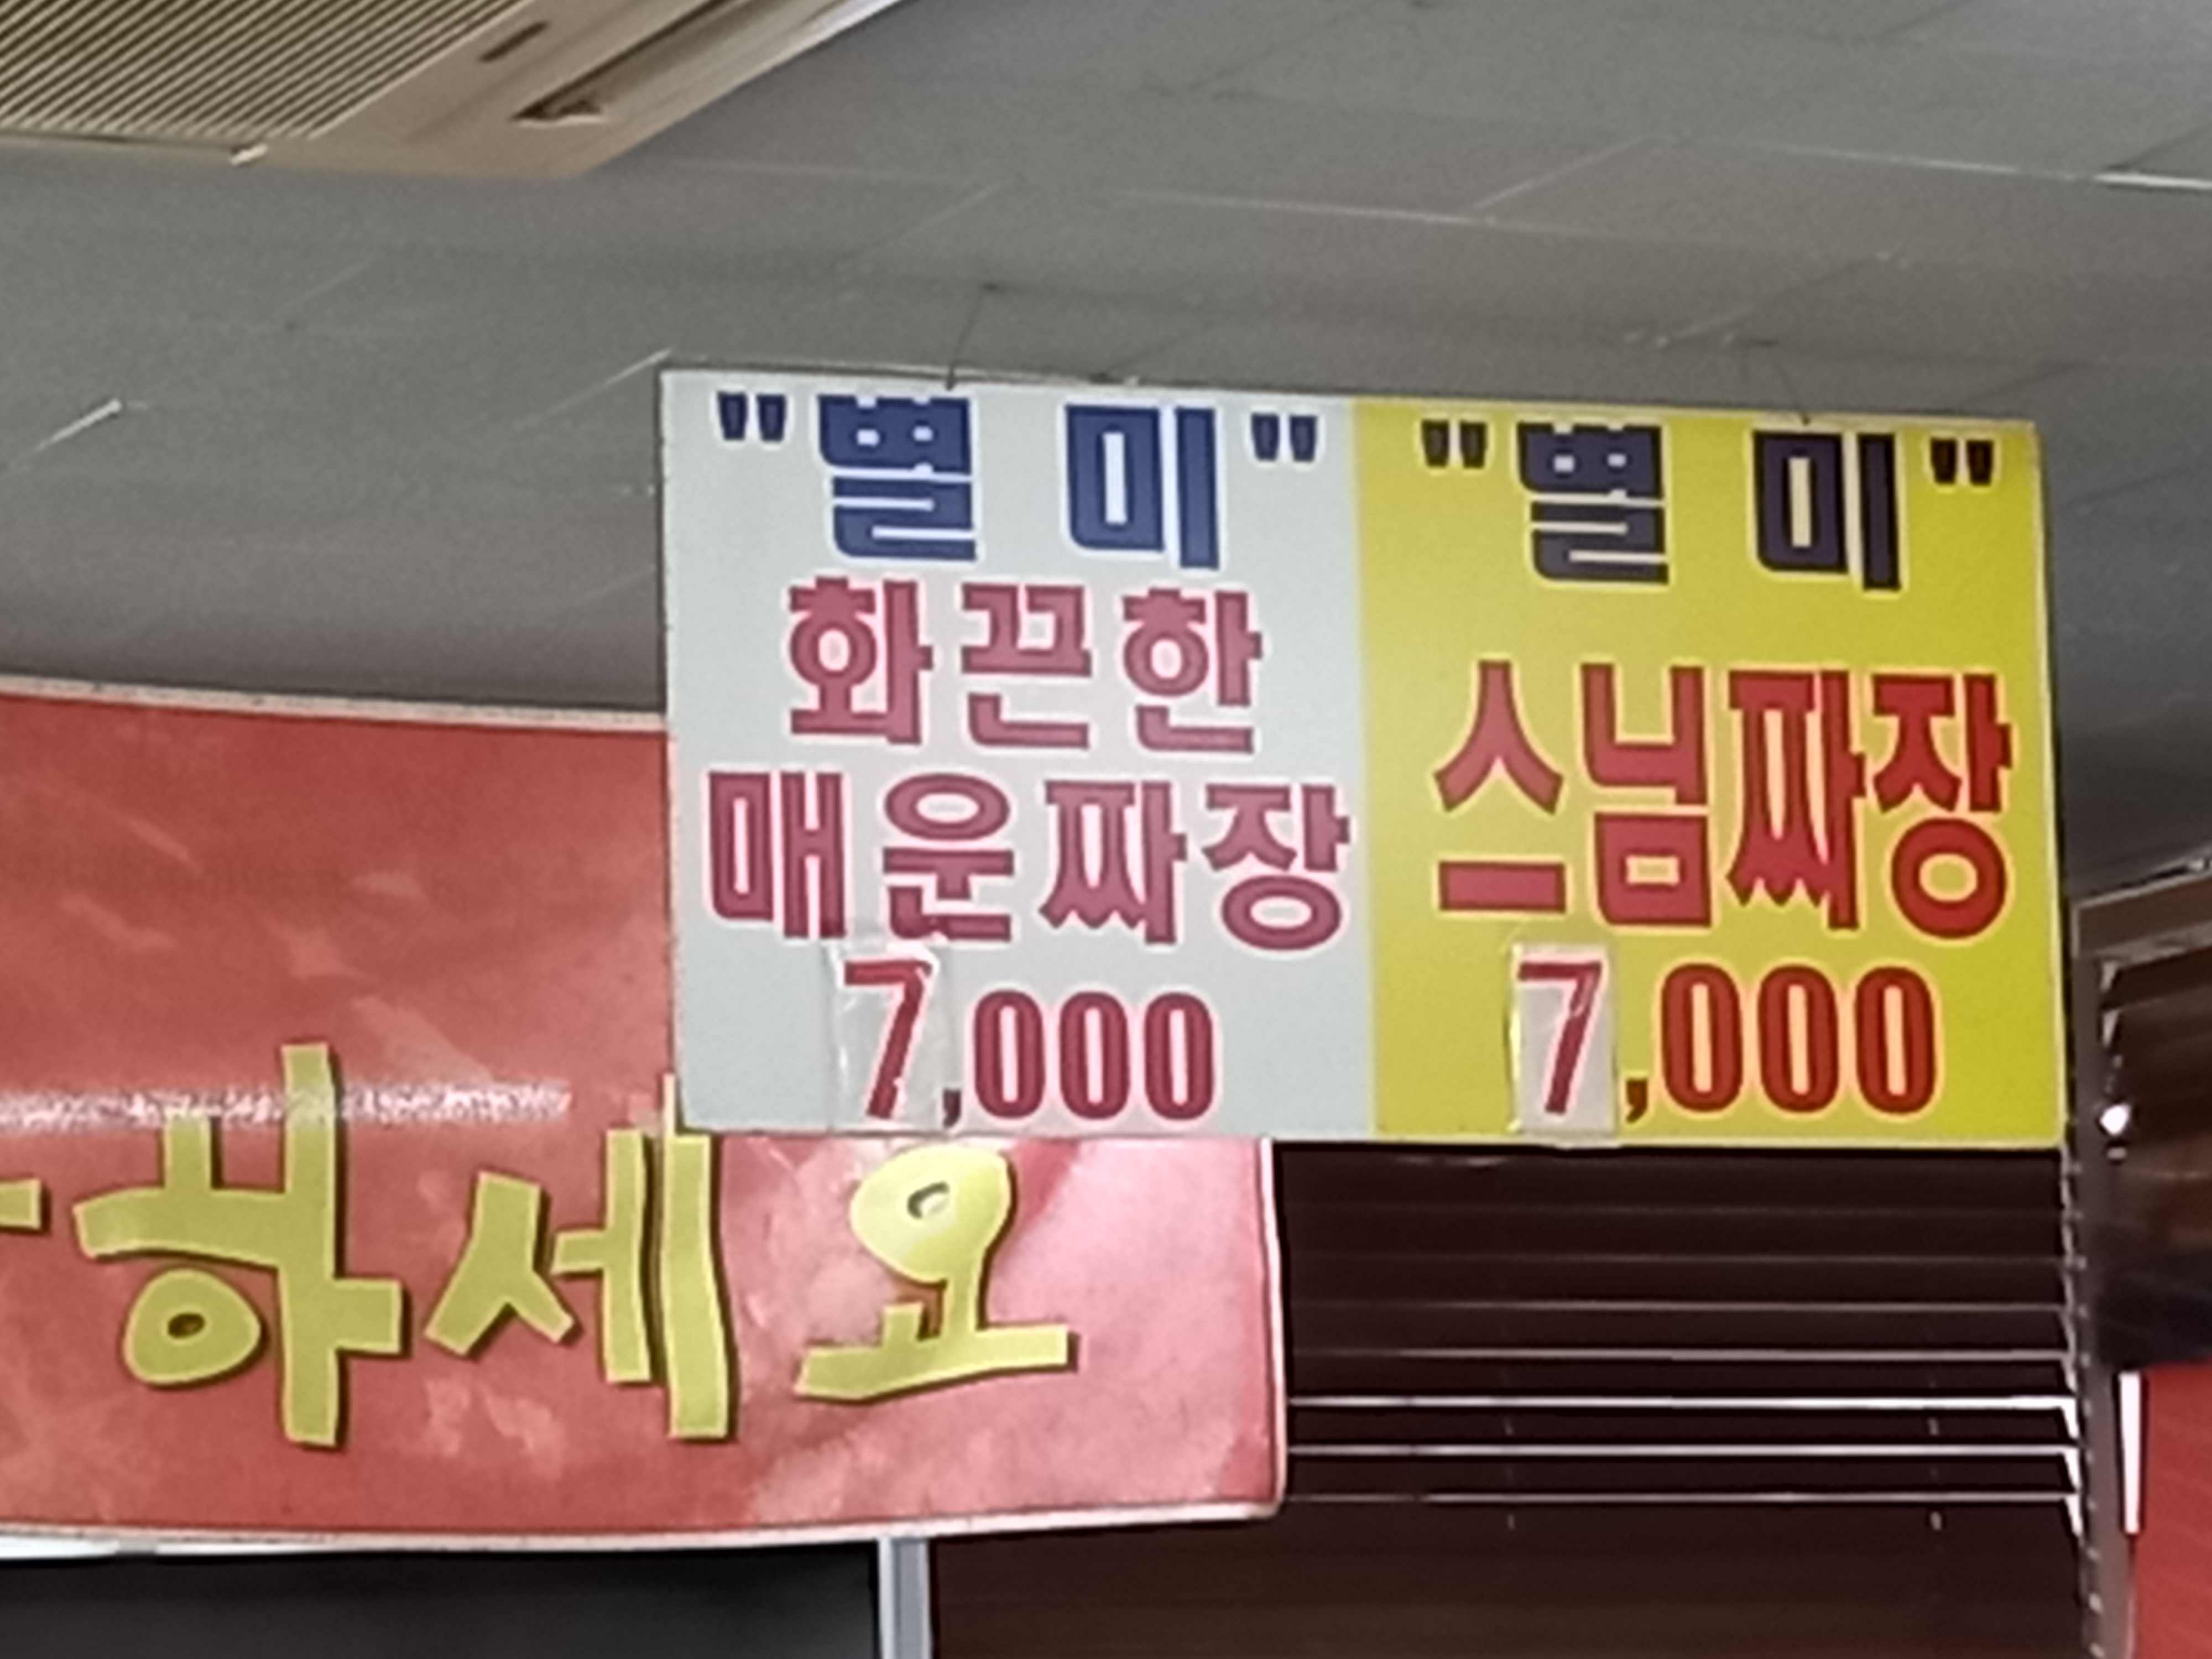 "별 미"
화끈한
매운짜장
7,000
"별 미"
스님짜장
7,000
하세요